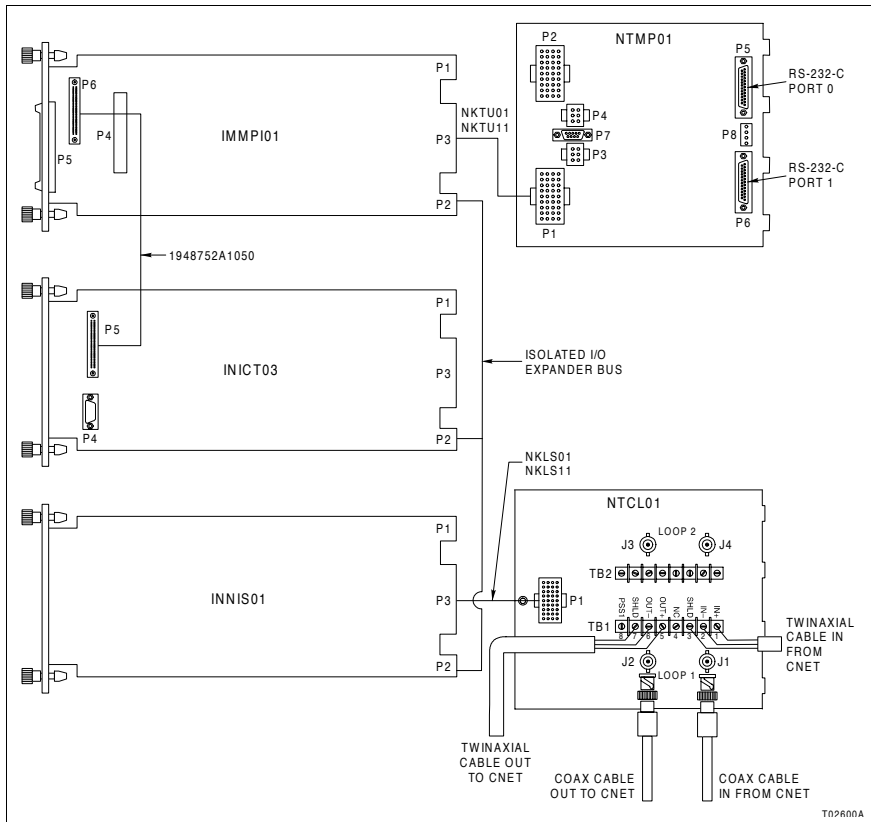 P6
P1
IMMPI01
P4
P5
P3
P2
NKTU01
NKTU11
P2
NTMP01
P5
RS-232-C
PORT 0
P4
P7
P8
P3
RS-232-C
PORT 1
P1
P6
1948752A1050
P1
P5
INICT03
P3
P4
P2
ISOLATED I/O
EXPANDER BUS
NKLS01
NKLS11
P1
INNIS01
P3
P2
NTCL01
LOOP 2
J3
J4
TB2
P1
PSS1
SHLD
OUT–
OUT+
NC
SHLD
IN–
IN+
TB1
8 7 6 5 4 3 2 1
J2
LOOP 1
J1
TWINAXIAL
CABLE IN
FROM
CNET
TWINAXIAL
CABLE OUT
TO CNET
COAX CABLE
OUT TO CNET
COAX CABLE
IN FROM CNET
T02600A